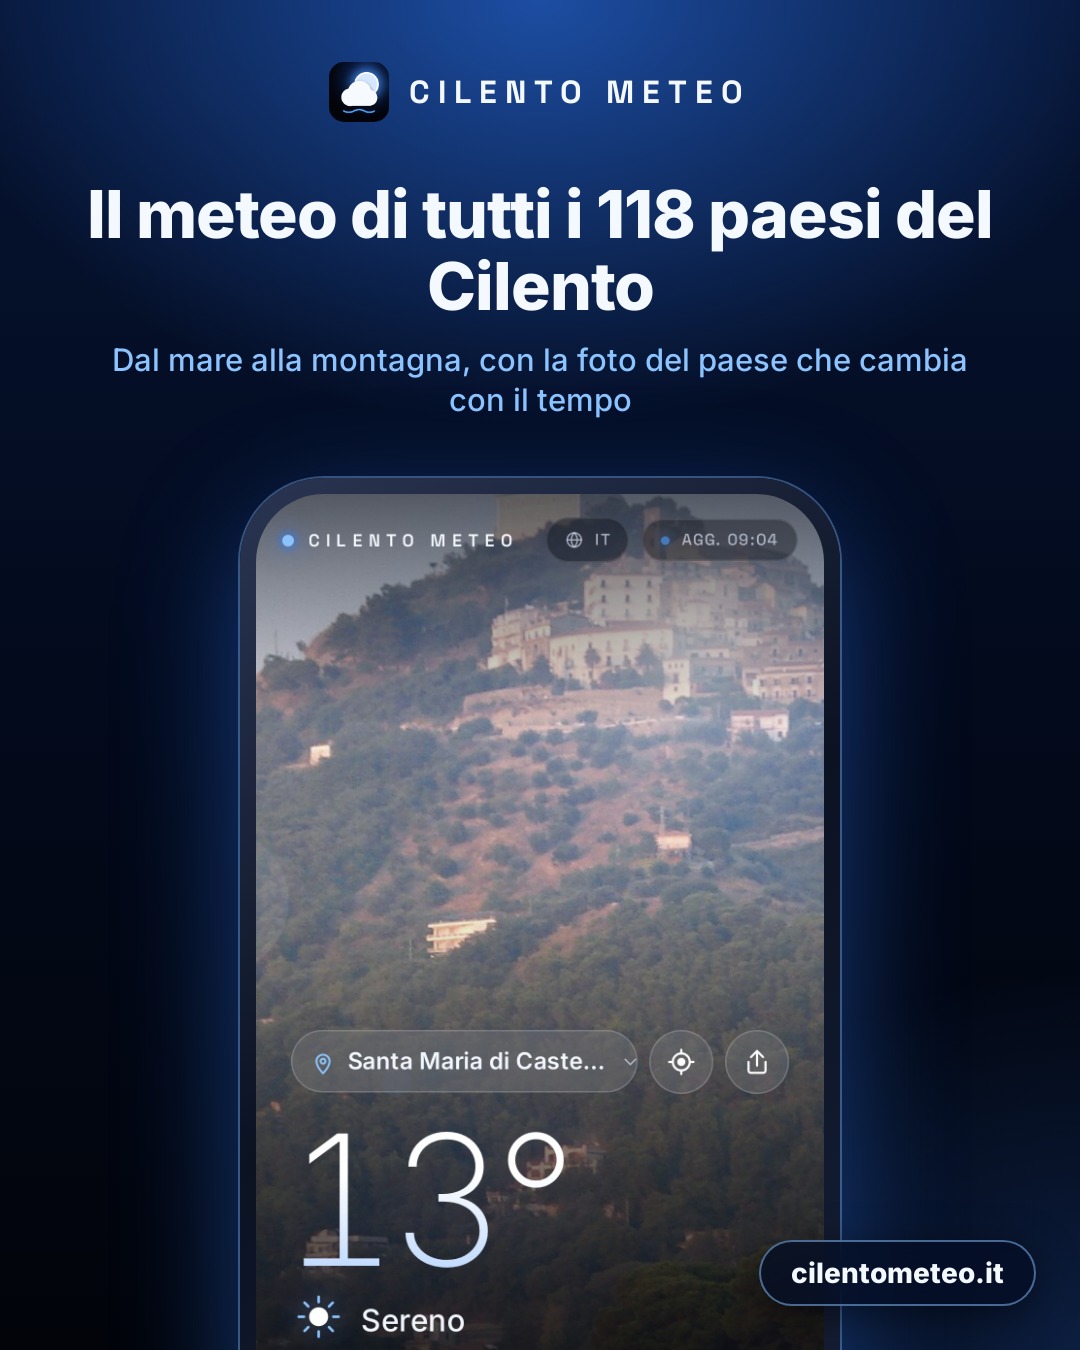 CILENTO METEO
Il meteo di tutti i 118 paesi del
Cilento
Dal mare alla montagna, con la foto del paese che cambia
con il tempo
CILENTO METEO IT AGG. 09:04
Santa Maria di Caste...
13°
Sereno
cilentometeo.it